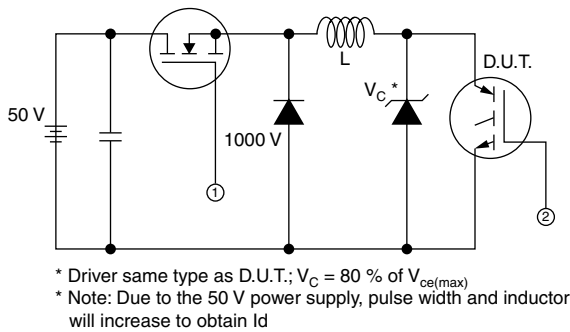 50 V
L
V_C *
D.U.T.
1000 V
①
②
* Driver same type as D.U.T.; V_C = 80 % of V_ce(max)
* Note: Due to the 50 V power supply, pulse width and inductor
will increase to obtain Id